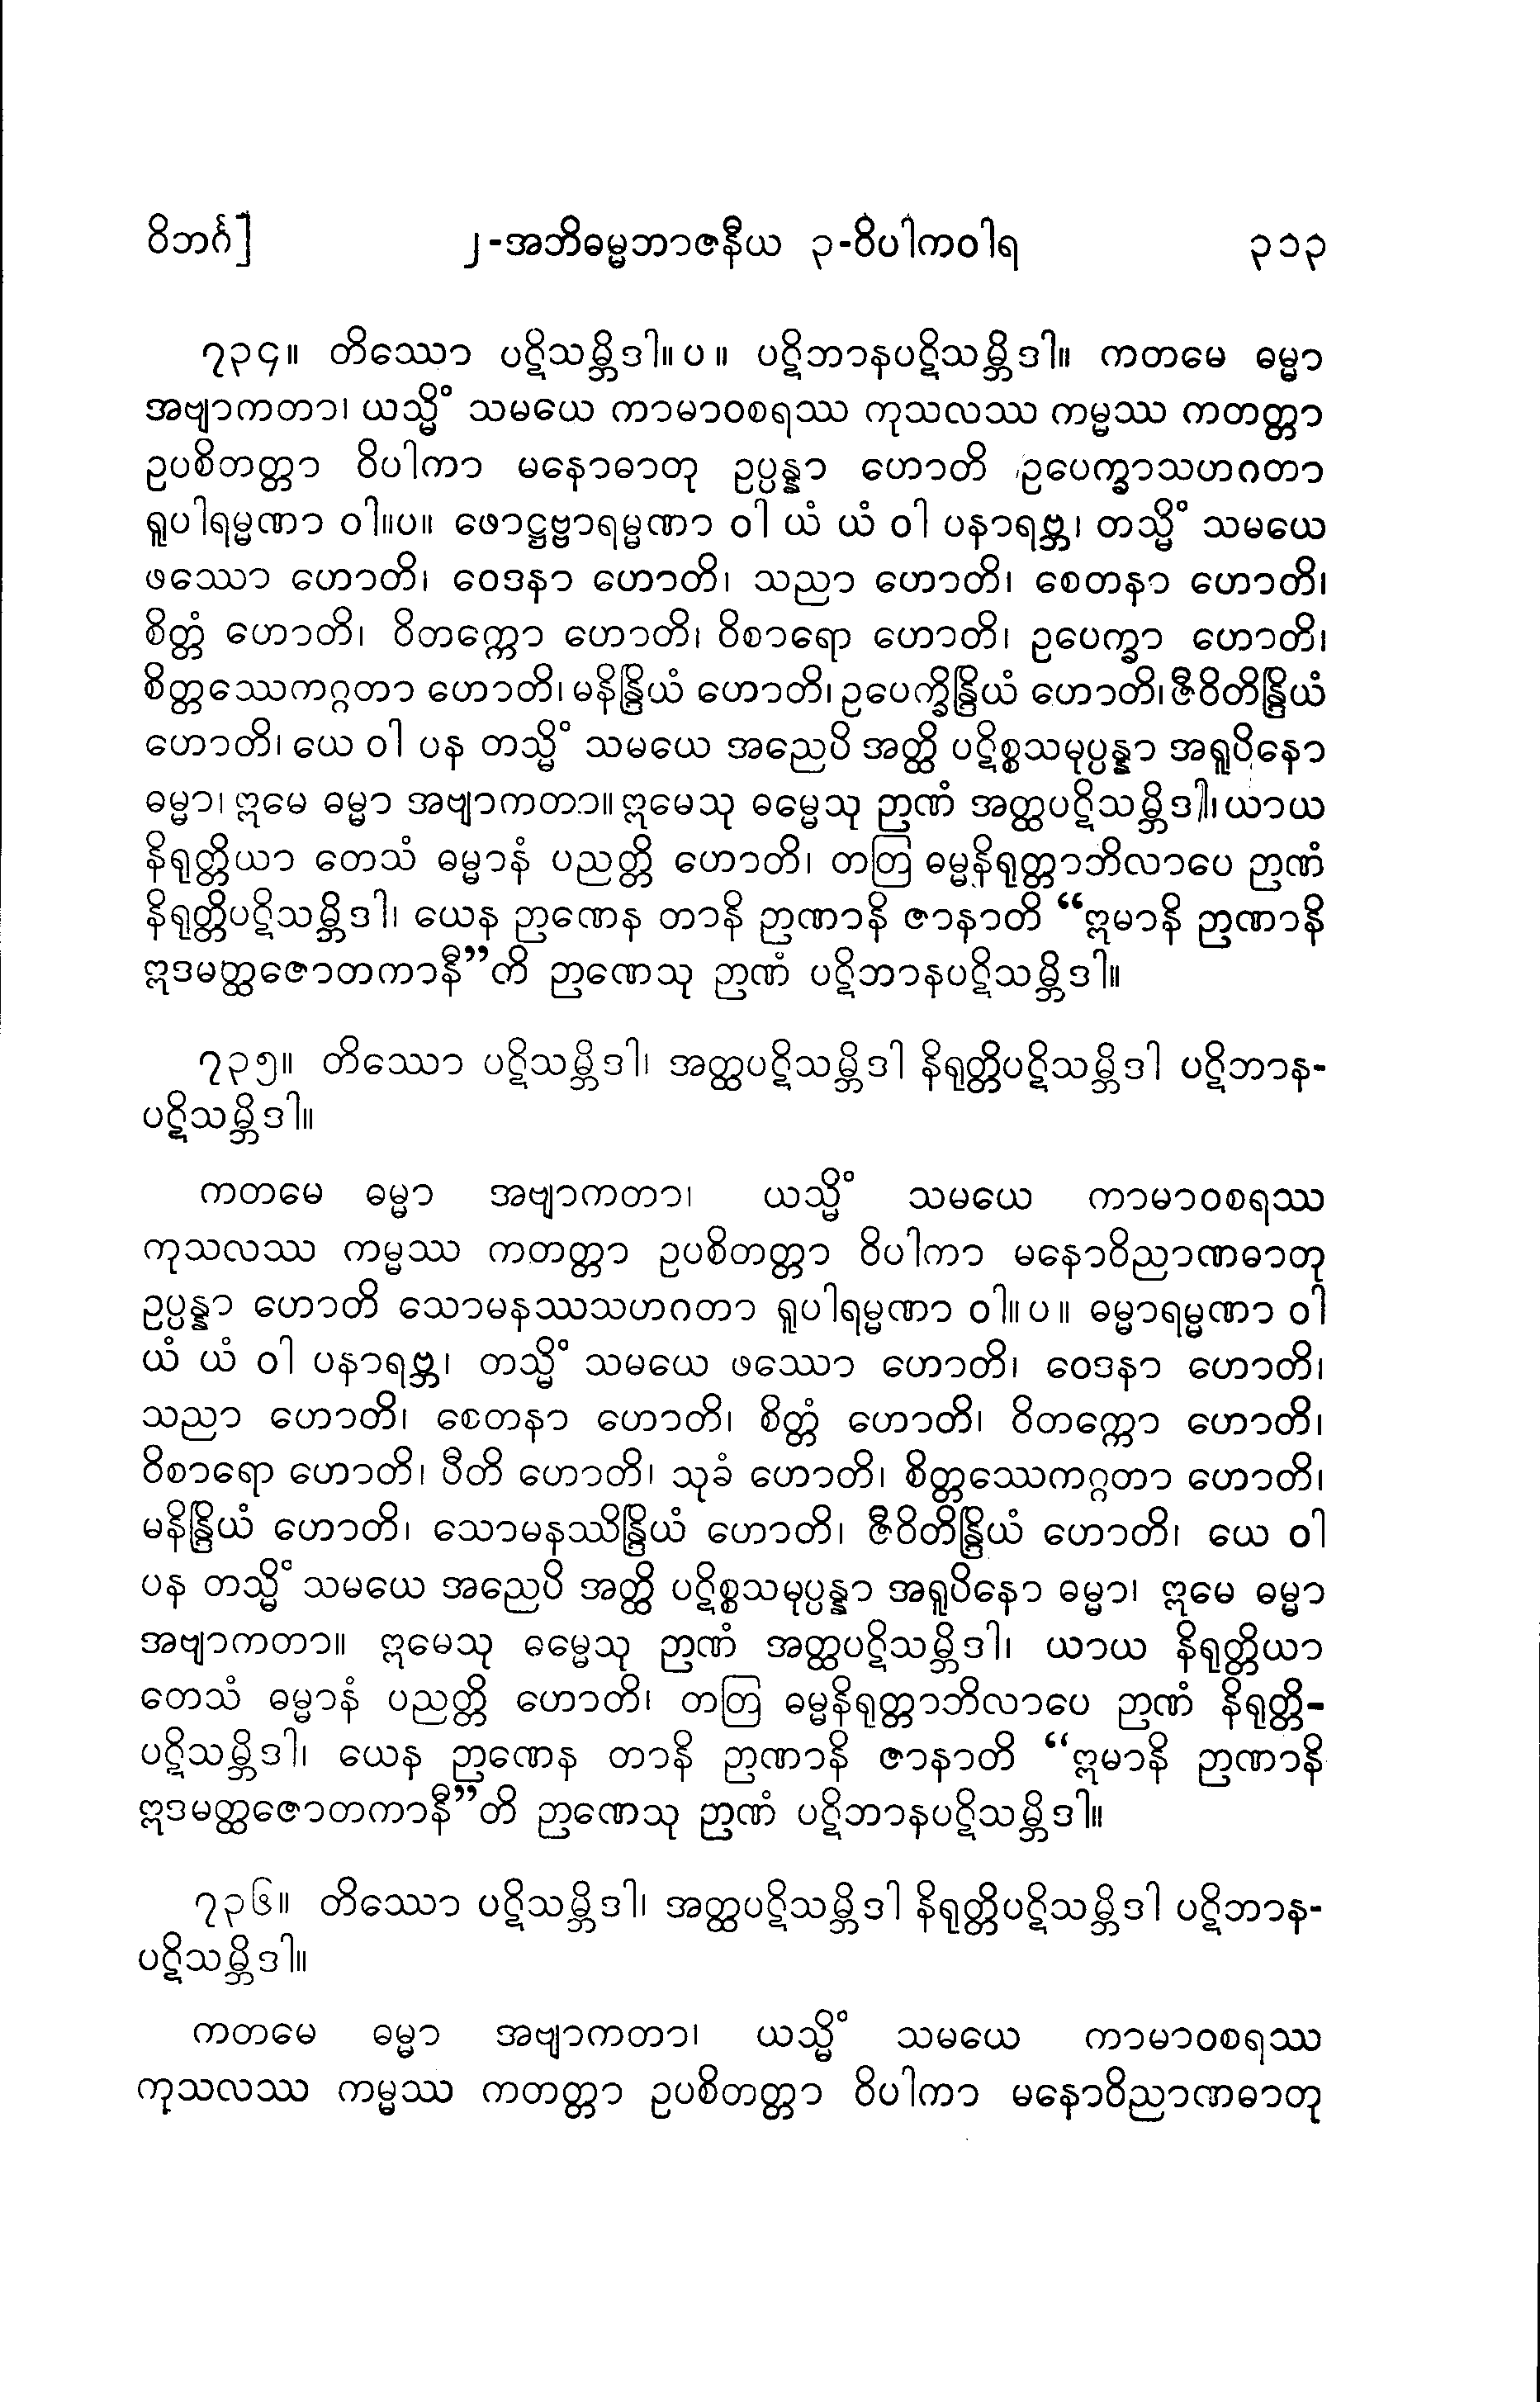 ဝိဘင်္ဂ] ၂-အဘိဓမ္မဘာဇနီယ ၃-ဝိပါကဝါရ ၃၁၃
၇၃၄။ တိဿော ပဋိသမ္ဘိဒါ။ပ။ ပဋိဘာနပဋိသမ္ဘိဒါ။ ကတမေ ဓမ္မာ
အဗျာကတာ၊ ယသ္မိံ သမယေ ကာမာဝစရဿ ကုသလဿ ကမ္မဿ ကတတ္တာ
ဥပစိတတ္တာ ဝိပါကာ မနောဓာတု ဥပ္ပန္နာ ဟောတိ ဥပေက္ခာသဟဂတာ
ရူပါရမ္မဏာ ဝါ။ပ။ ဖောဋ္ဌဗ္ဗာရမ္မဏာ ဝါ ယံ ယံ ဝါ ပနာရဗ္ဘ၊ တသ္မိံ သမယေ
ဖဿော ဟောတိ၊ ဝေဒနာ ဟောတိ၊ သညာ ဟောတိ၊ စေတနာ ဟောတိ၊
စိတ္တံ ဟောတိ၊ ဝိတက္ကော ဟောတိ၊ ဝိစာရော ဟောတိ၊ ဥပေက္ခာ ဟောတိ၊
စိတ္တဿေကဂ္ဂတာ ဟောတိ၊ မနိန္ဒြိယံ ဟောတိ၊ ဥပေက္ခိန္ဒြိယံ ဟောတိ၊ ဇီဝိတိန္ဒြိယံ
ဟောတိ၊ ယေ ဝါ ပန တသ္မိံ သမယေ အညေပိ အတ္ထိ ပဋိစ္စသမုပ္ပန္နာ အရူပိနော
ဓမ္မာ၊ ဣမေ ဓမ္မာ အဗျာကတာ။ ဣမေသု ဓမ္မေသု ဉာဏံ အတ္ထပဋိသမ္ဘိဒါ၊ ယာယ
နိရုတ္တိယာ တေသံ ဓမ္မာနံ ပညတ္တိ ဟောတိ၊ တတြ ဓမ္မနိရုတ္တာဘိလာပေ ဉာဏံ
နိရုတ္တိပဋိသမ္ဘိဒါ၊ ယေန ဉာဏေန တာနိ ဉာဏာနိ ဇာနာတိ “ဣမာနိ ဉာဏာနိ
ဣဒမတ္ထဇောတကာနီ”တိ ဉာဏေသု ဉာဏံ ပဋိဘာနပဋိသမ္ဘိဒါ။
၇၃၅။ တိဿော ပဋိသမ္ဘိဒါ၊ အတ္ထပဋိသမ္ဘိဒါ နိရုတ္တိပဋိသမ္ဘိဒါ ပဋိဘာန-
ပဋိသမ္ဘိဒါ။
ကတမေ ဓမ္မာ အဗျာကတာ၊ ယသ္မိံ သမယေ ကာမာဝစရဿ
ကုသလဿ ကမ္မဿ ကတတ္တာ ဥပစိတတ္တာ ဝိပါကာ မနောဝိညာဏဓာတု
ဥပ္ပန္နာ ဟောတိ သောမနဿသဟဂတာ ရူပါရမ္မဏာ ဝါ။ပ။ ဓမ္မာရမ္မဏာ ဝါ
ယံ ယံ ဝါ ပနာရဗ္ဘ၊ တသ္မိံ သမယေ ဖဿော ဟောတိ၊ ဝေဒနာ ဟောတိ၊
သညာ ဟောတိ၊ စေတနာ ဟောတိ၊ စိတ္တံ ဟောတိ၊ ဝိတက္ကော ဟောတိ၊
ဝိစာရော ဟောတိ၊ ပီတိ ဟောတိ၊ သုခံ ဟောတိ၊ စိတ္တဿေကဂ္ဂတာ ဟောတိ၊
မနိန္ဒြိယံ ဟောတိ၊ သောမနဿိန္ဒြိယံ ဟောတိ၊ ဇီဝိတိန္ဒြိယံ ဟောတိ၊ ယေ ဝါ
ပန တသ္မိံ သမယေ အညေပိ အတ္ထိ ပဋိစ္စသမုပ္ပန္နာ အရူပိနော ဓမ္မာ၊ ဣမေ ဓမ္မာ
အဗျာကတာ။ ဣမေသု ဓမ္မေသု ဉာဏံ အတ္ထပဋိသမ္ဘိဒါ၊ ယာယ နိရုတ္တိယာ
တေသံ ဓမ္မာနံ ပညတ္တိ ဟောတိ၊ တတြ ဓမ္မနိရုတ္တာဘိလာပေ ဉာဏံ နိရုတ္တိ-
ပဋိသမ္ဘိဒါ၊ ယေန ဉာဏေန တာနိ ဉာဏာနိ ဇာနာတိ “ဣမာနိ ဉာဏာနိ
ဣဒမတ္ထဇောတကာနီ”တိ ဉာဏေသု ဉာဏံ ပဋိဘာနပဋိသမ္ဘိဒါ။
၇၃၆။ တိဿော ပဋိသမ္ဘိဒါ၊ အတ္ထပဋိသမ္ဘိဒါ နိရုတ္တိပဋိသမ္ဘိဒါ ပဋိဘာန-
ပဋိသမ္ဘိဒါ။
ကတမေ ဓမ္မာ အဗျာကတာ၊ ယသ္မိံ သမယေ ကာမာဝစရဿ
ကုသလဿ ကမ္မဿ ကတတ္တာ ဥပစိတတ္တာ ဝိပါကာ မနောဝိညာဏဓာတု